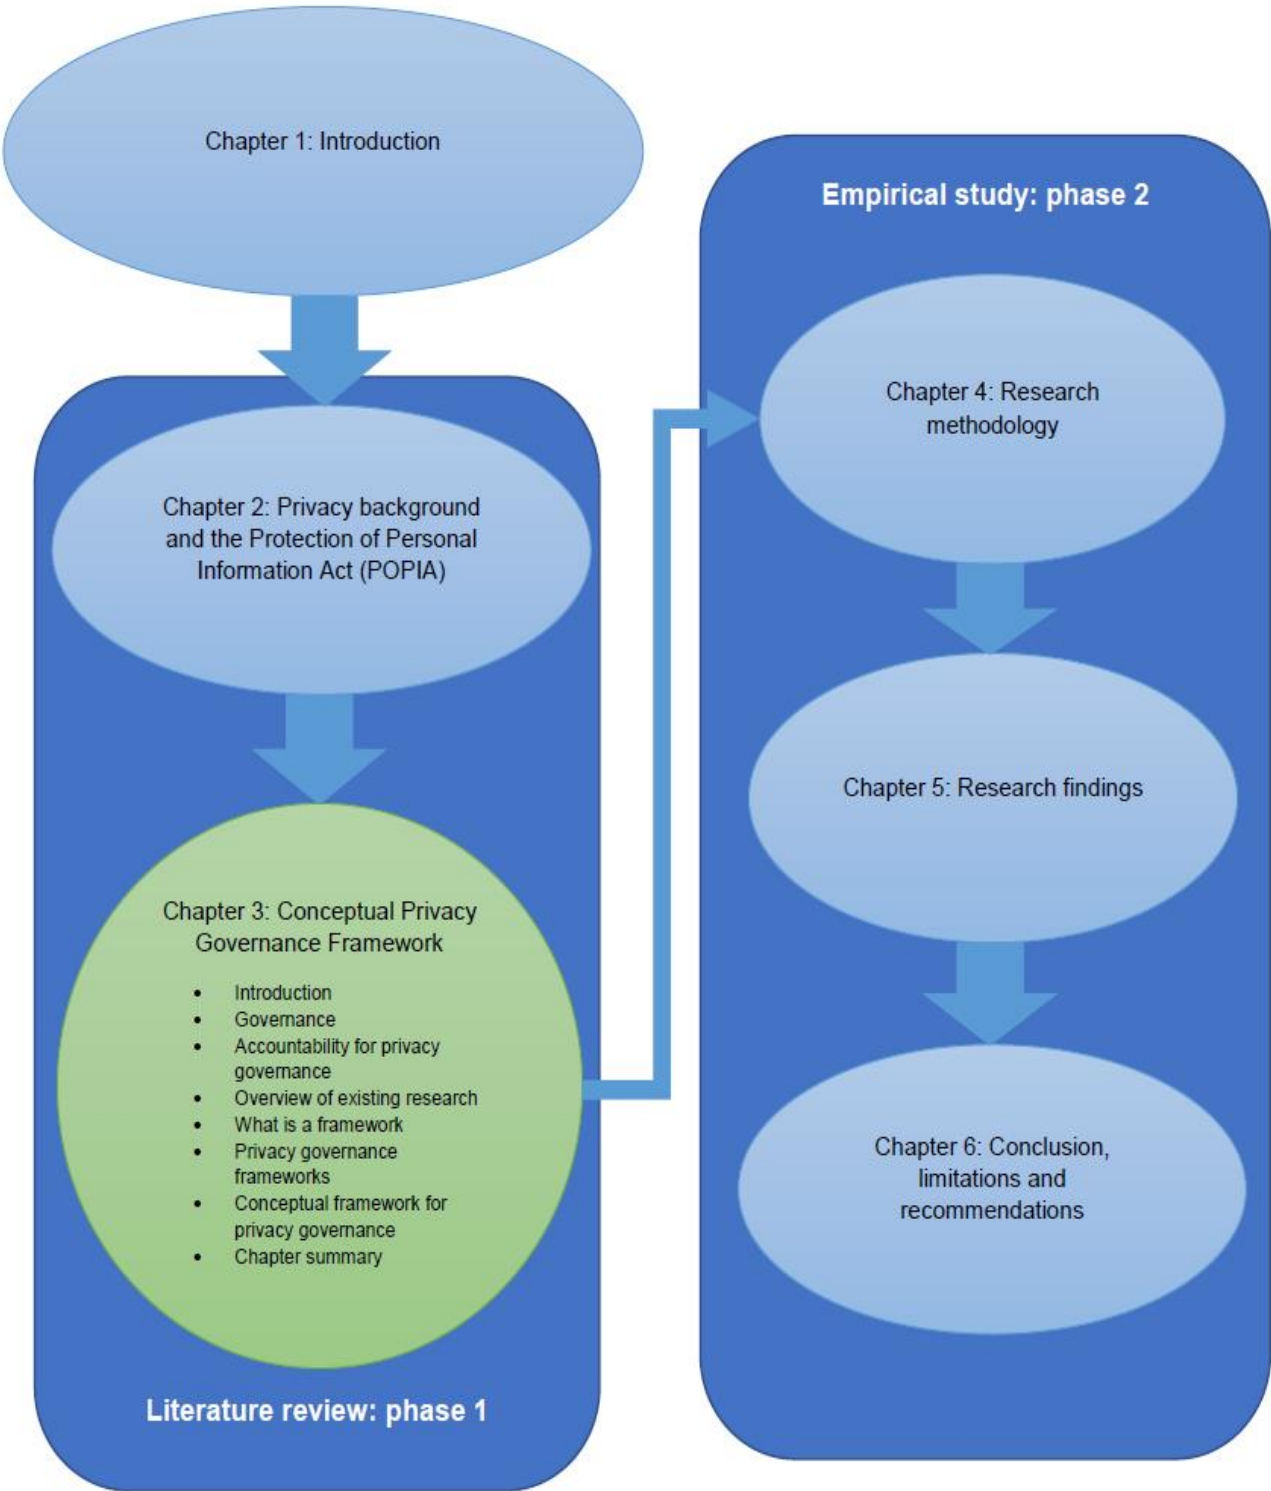 Chapter 1: Introduction
Chapter 2: Privacy background
and the Protection of Personal
Information Act (POPIA)
Chapter 3: Conceptual Privacy
Governance Framework
• Introduction
• Governance
• Accountability for privacy
governance
• Overview of existing research
• What is a framework
• Privacy governance
frameworks
• Conceptual framework for
privacy governance
• Chapter summary
Literature review: phase 1
Empirical study: phase 2
Chapter 4: Research
methodology
Chapter 5: Research findings
Chapter 6: Conclusion,
limitations and
recommendations